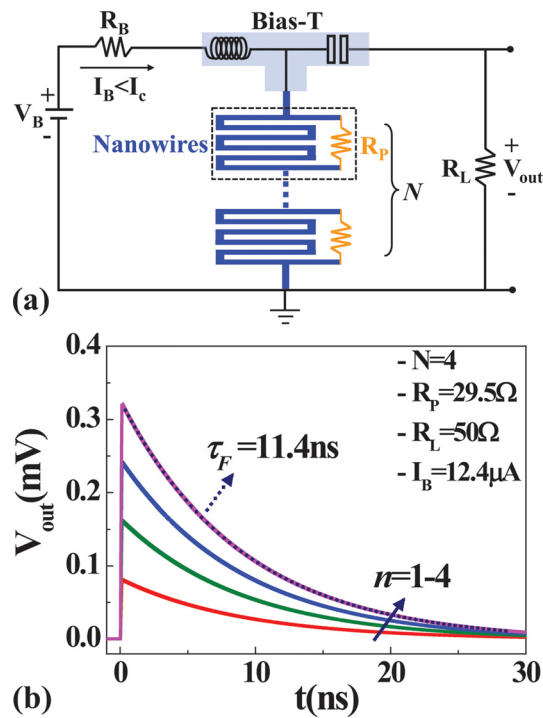 Bias-T
R_B
I_B<I_c
+
V_B
-
Nanowires
R_P
N
R_L
+
V_out
-
(a)
0.4
0.3
0.2
0.1
0.0
V_out(mV)
- N=4
- R_P=29.5Ω
- R_L=50Ω
- I_B=12.4μA
τ_F=11.4ns
n=1-4
0
10
20
30
t(ns)
(b)